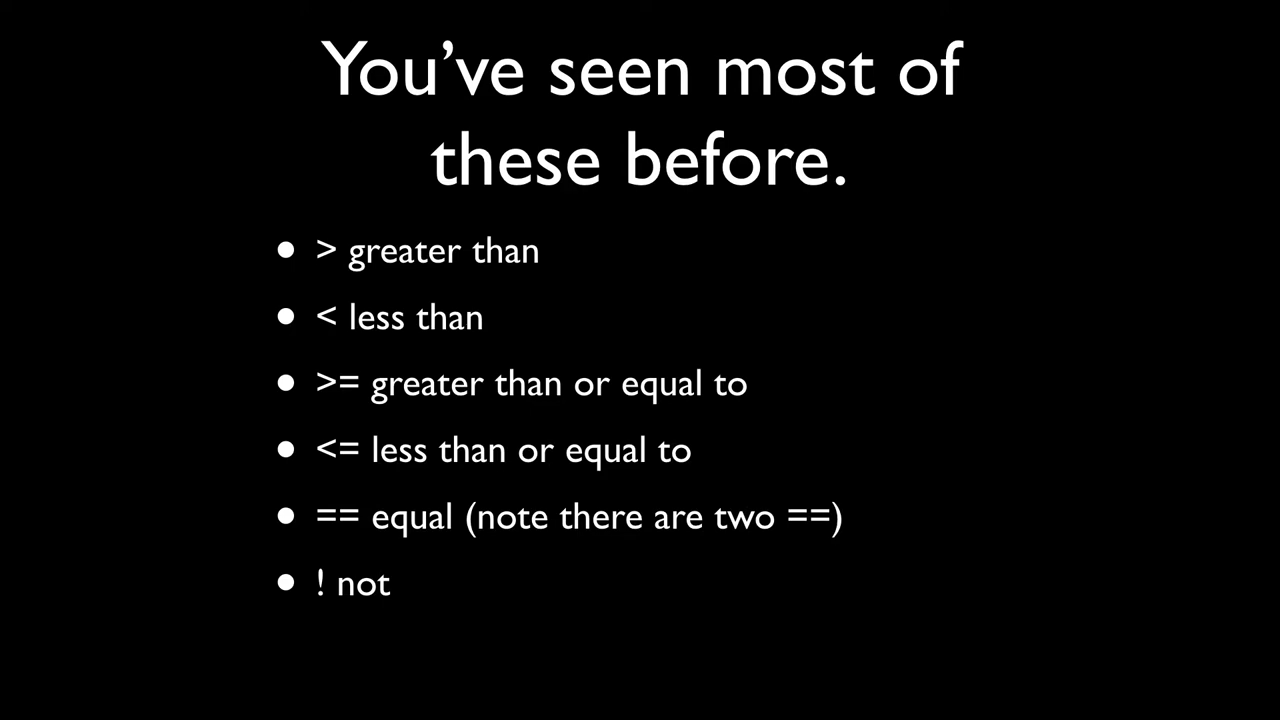 You’ve seen most of
these before.
• > greater than
• < less than
• >= greater than or equal to
• <= less than or equal to
• == equal (note there are two ==)
• ! not